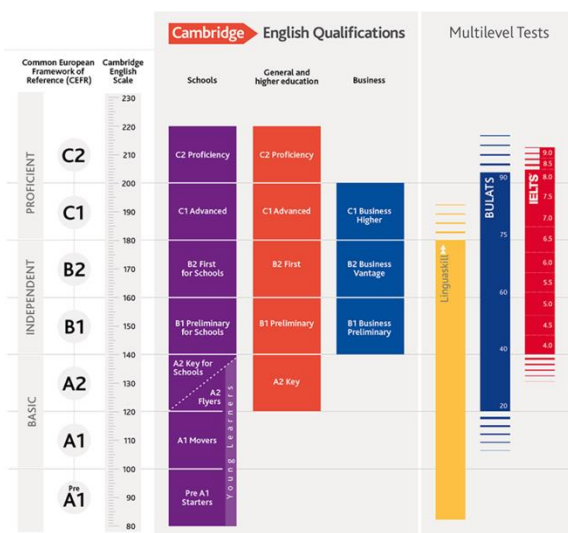 Cambridge English Qualifications
Multilevel Tests
Common European
Framework of
Reference (CEFR)
Cambridge
English
Scale
Schools
General and
higher education
Business
PROFICIENT
INDEPENDENT
BASIC
C2
C1
B2
B1
A2
A1
Pre
A1
230
220
210
200
190
180
170
160
150
140
130
120
110
100
90
80
C2 Proficiency
C1 Advanced
B2 First
for Schools
B1 Preliminary
for Schools
A2 Key for
Schools
A2
Flyers
A1 Movers
Pre A1
Starters
Young Learners
C2 Proficiency
C1 Advanced
B2 First
B1 Preliminary
A2 Key
C1 Business
Higher
B2 Business
Vantage
B1 Business
Preliminary
Linguaskill
BULATS
90
75
60
40
20
IELTS
9.0
8.5
8.0
7.5
7.0
6.5
6.0
5.5
5.0
4.5
4.0